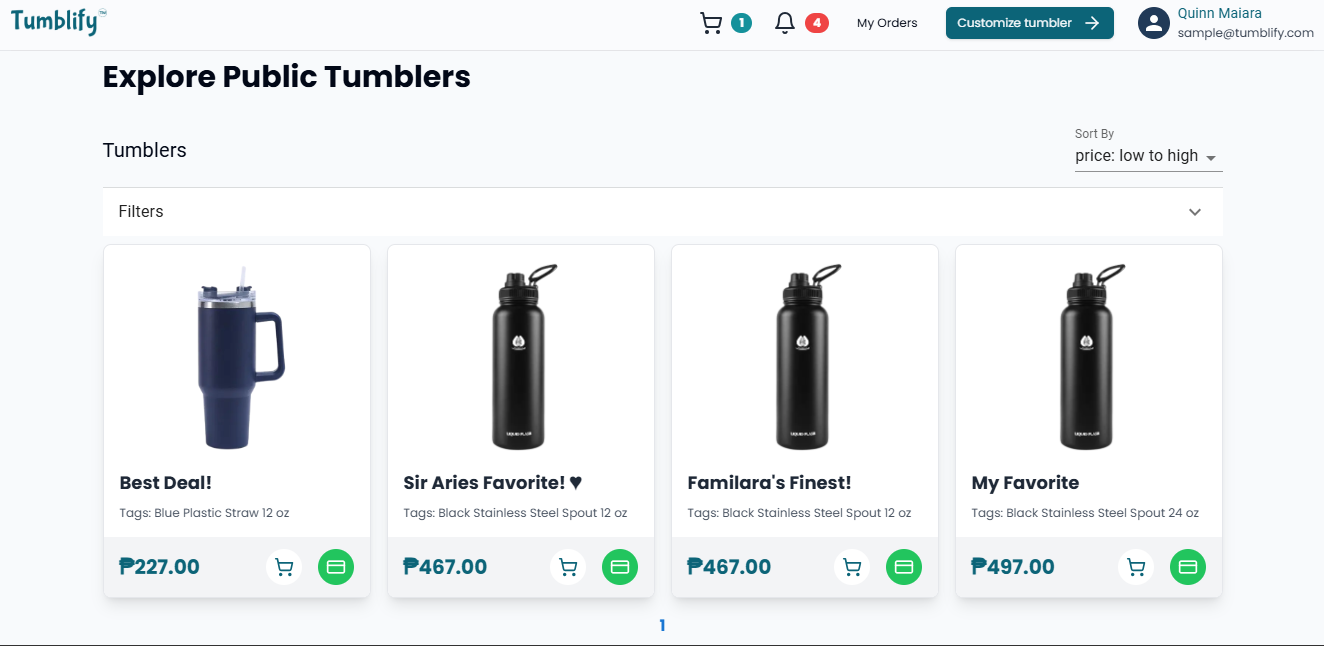 Tumblify™
1
4
My Orders
Customize tumbler
Quinn Maiara
sample@tumblify.com
Explore Public Tumblers
Tumblers
Sort By
price: low to high
Filters
Best Deal!
Tags: Blue Plastic Straw 12 oz
₱227.00
Sir Aries Favorite! ♥
Tags: Black Stainless Steel Spout 12 oz
₱467.00
Familara's Finest!
Tags: Black Stainless Steel Spout 12 oz
₱467.00
My Favorite
Tags: Black Stainless Steel Spout 24 oz
₱497.00
1